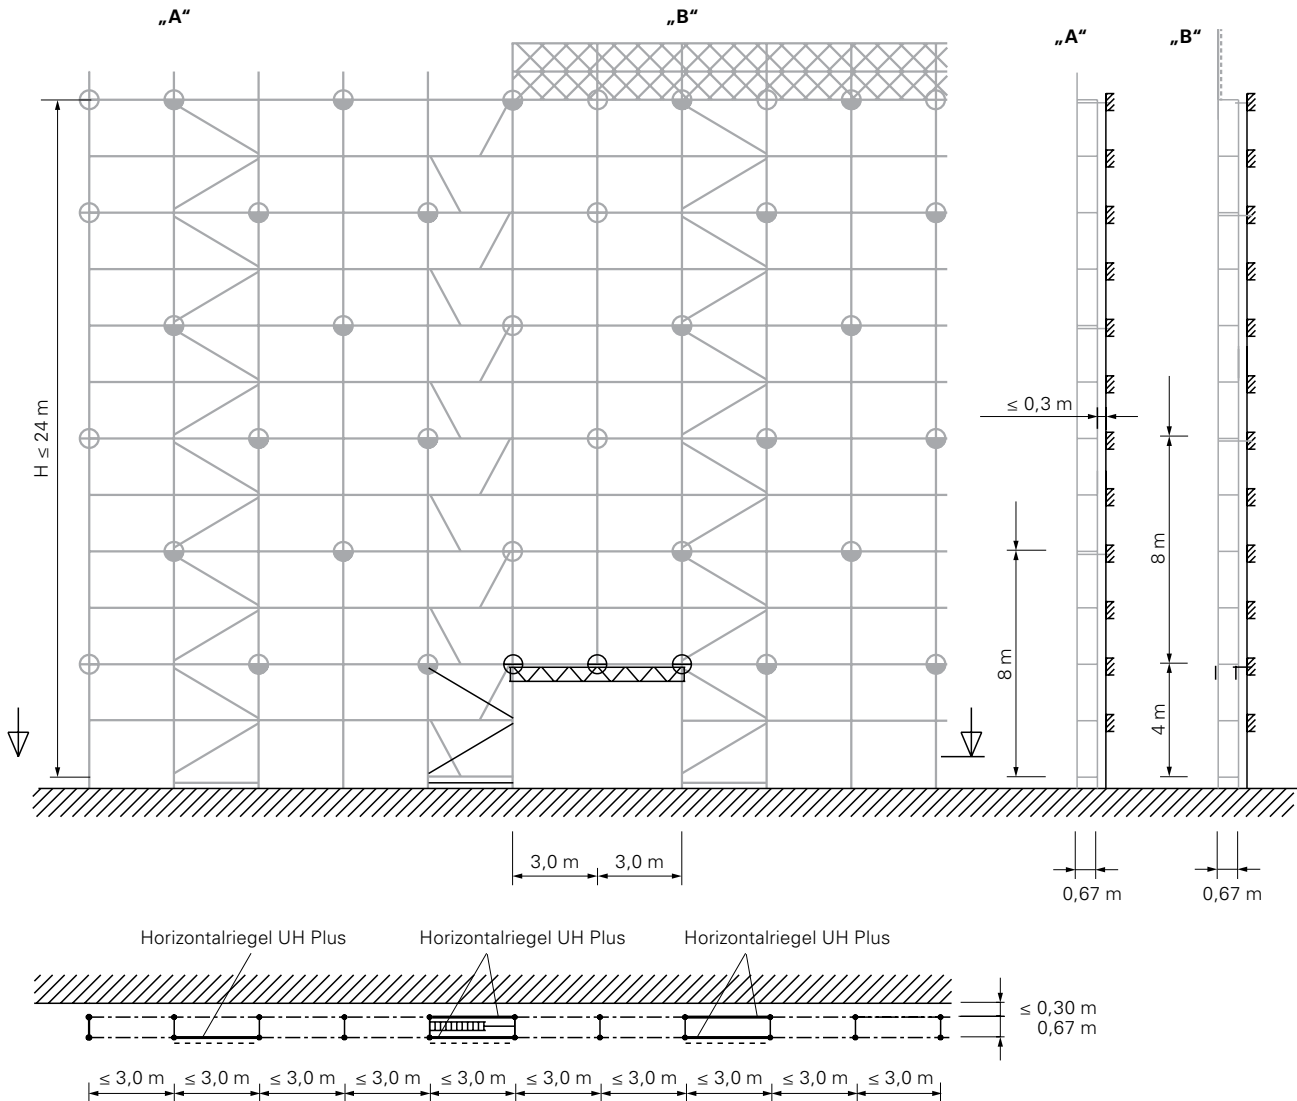 „A“
„B“
„A“
„B“
H ≤ 24 m
≤ 0,3 m
8 m
8 m
4 m
3,0 m
3,0 m
0,67 m
0,67 m
Horizontalriegel UH Plus
Horizontalriegel UH Plus
Horizontalriegel UH Plus
≤ 0,30 m
0,67 m
≤ 3,0 m
≤ 3,0 m
≤ 3,0 m
≤ 3,0 m
≤ 3,0 m
≤ 3,0 m
≤ 3,0 m
≤ 3,0 m
≤ 3,0 m
≤ 3,0 m